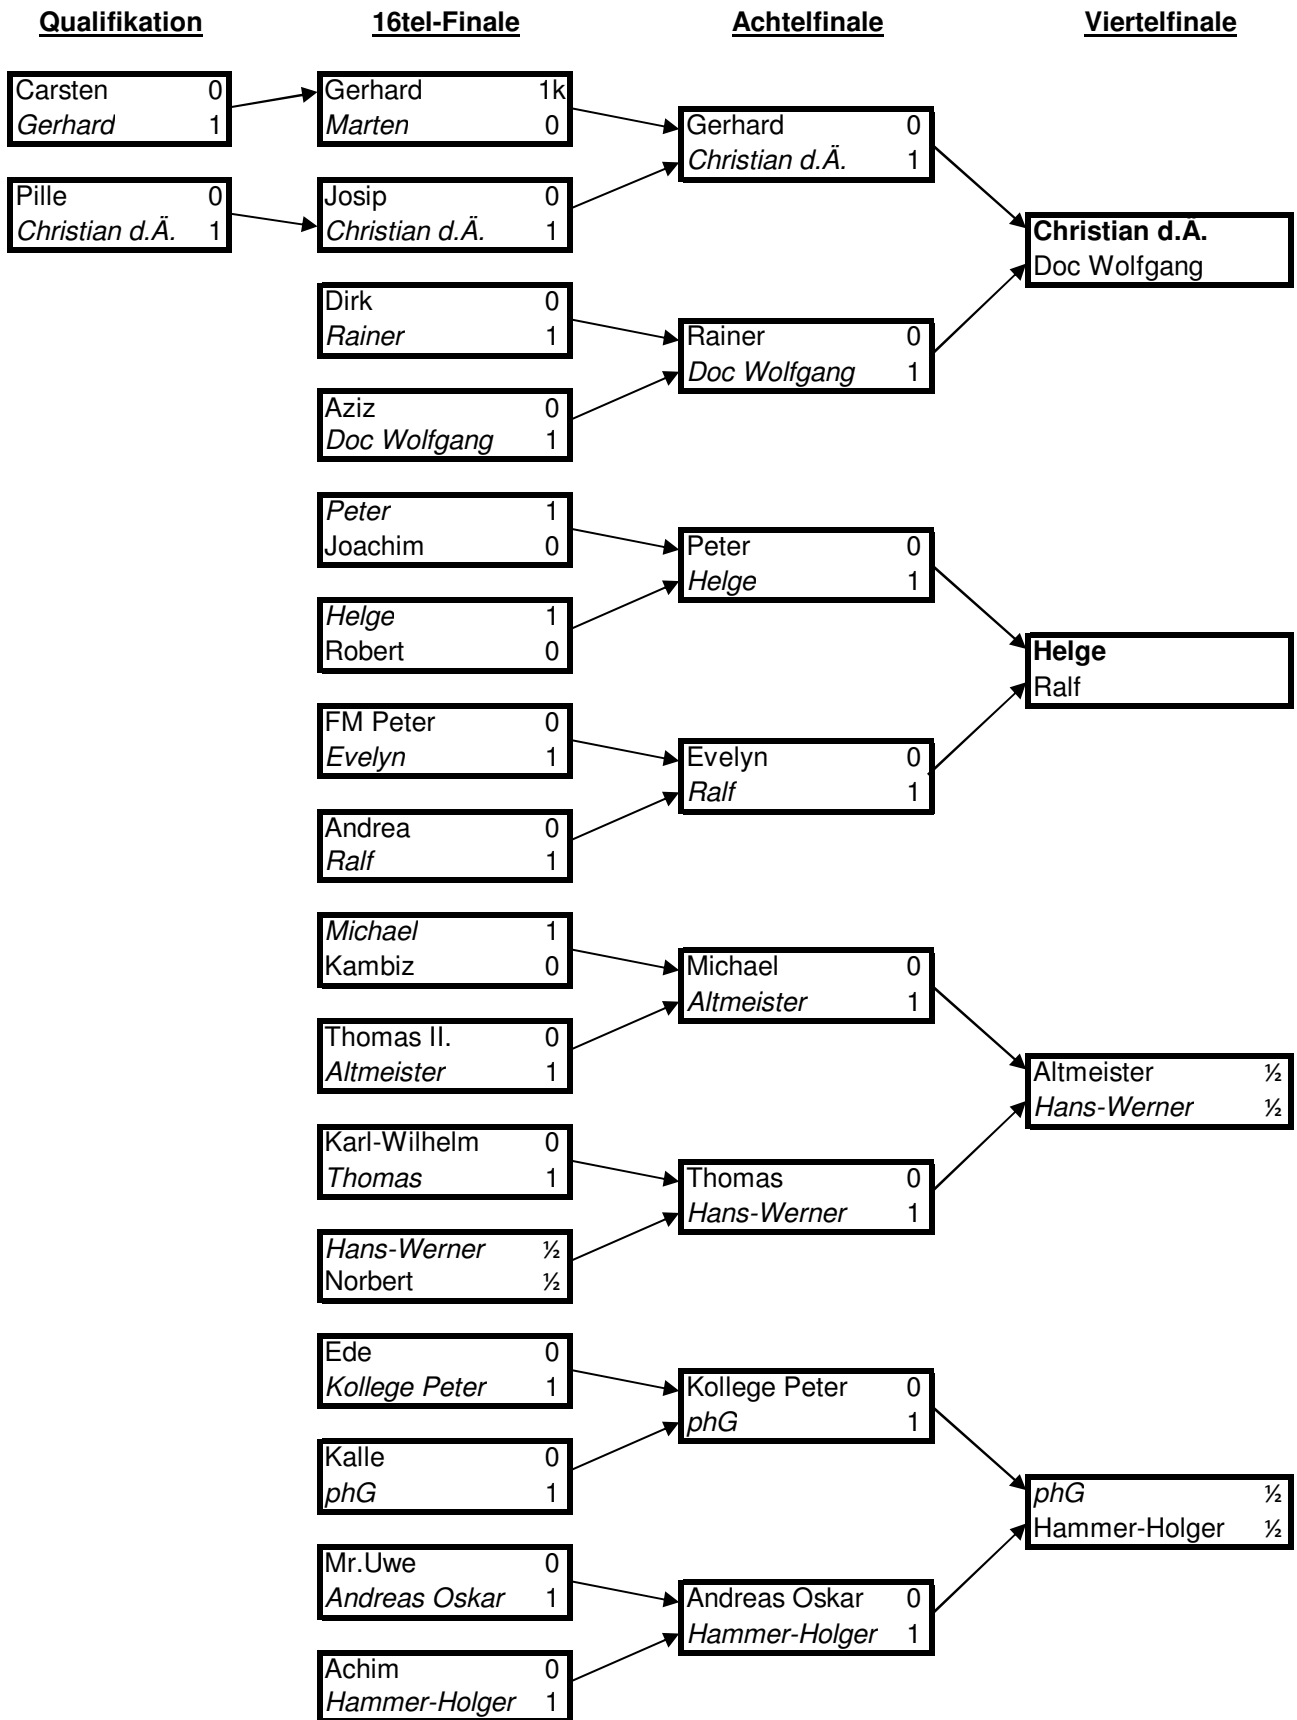 Qualifikation 16tel-Finale Achtelfinale Viertelfinale
Carsten 0
Gerhard 1
Pille 0
Christian d.Ä. 1
Gerhard 1k
Marten 0
Josip 0
Christian d.Ä. 1
Dirk 0
Rainer 1
Aziz 0
Doc Wolfgang 1
Peter 1
Joachim 0
Helge 1
Robert 0
FM Peter 0
Evelyn 1
Andrea 0
Ralf 1
Michael 1
Kambiz 0
Thomas II. 0
Altmeister 1
Karl-Wilhelm 0
Thomas 1
Hans-Werner ½
Norbert ½
Ede 0
Kollege Peter 1
Kalle 0
phG 1
Mr.Uwe 0
Andreas Oskar 1
Achim 0
Hammer-Holger 1
Gerhard 0
Christian d.Ä. 1
Rainer 0
Doc Wolfgang 1
Peter 0
Helge 1
Evelyn 0
Ralf 1
Michael 0
Altmeister 1
Thomas 0
Hans-Werner 1
Kollege Peter 0
phG 1
Andreas Oskar 0
Hammer-Holger 1
Christian d.Ä.
Doc Wolfgang
Helge
Ralf
Altmeister ½
Hans-Werner ½
phG ½
Hammer-Holger ½